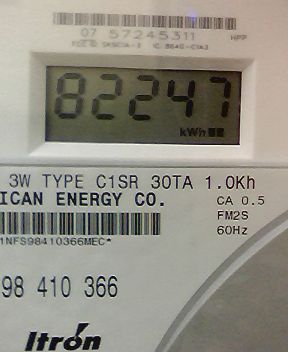 07 57245311 HPP
82247
kWh
3W TYPE C1SR 30TA 1.0Kh
ICAN ENERGY CO.
CA 0.5
FM2S
60Hz
1NFS98410366MEC*
98 410 366
Itron